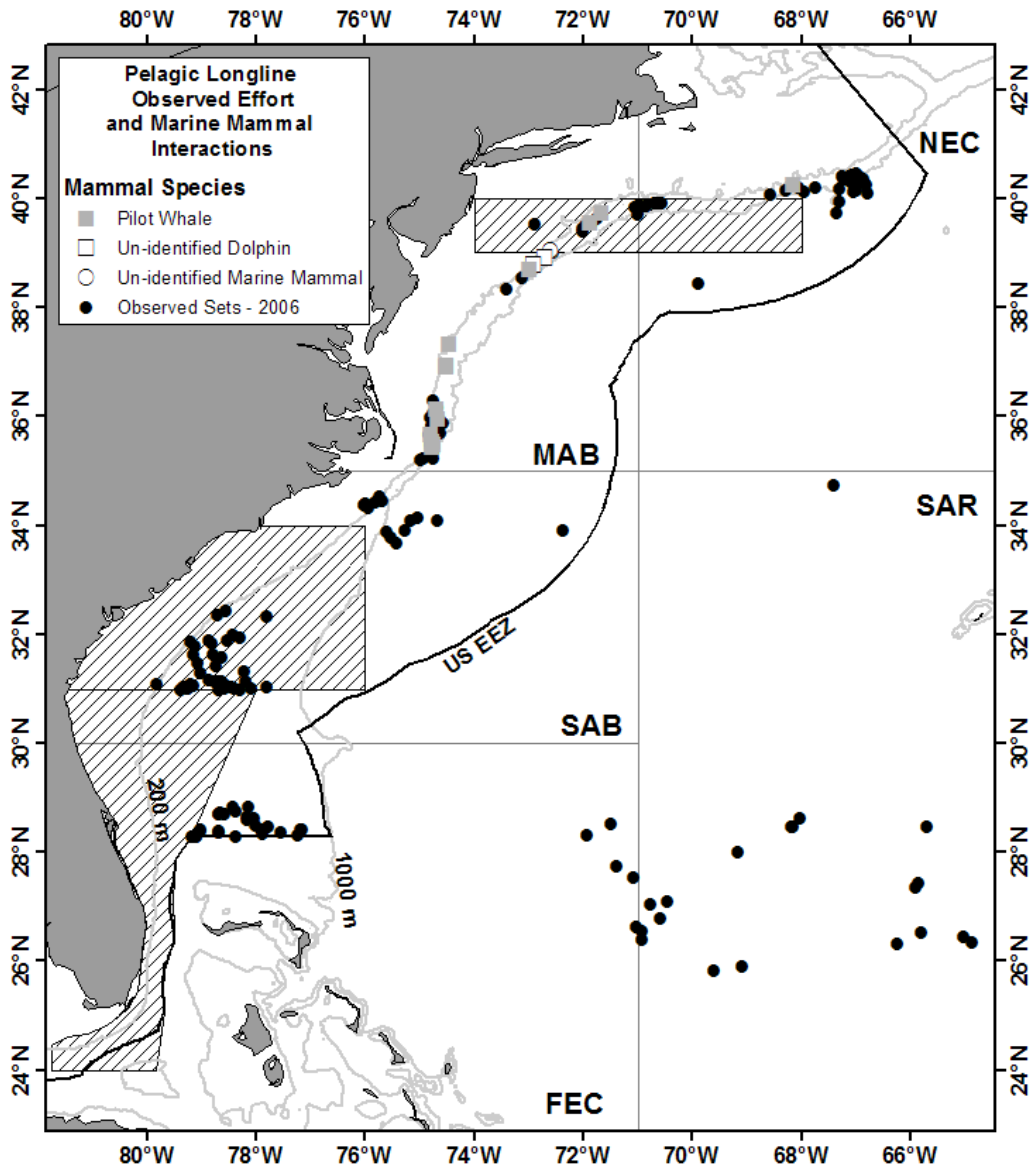 80°W 78°W 76°W 74°W 72°W 70°W 68°W 66°W
Pelagic Longline
Observed Effort
and Marine Mammal
Interactions
Mammal Species
Pilot Whale
Un-identified Dolphin
Un-identified Marine Mammal
Observed Sets - 2006
42°N
42°N
NEC
40°N
40°N
38°N
38°N
36°N
36°N
MAB
SAR
34°N
34°N
US EEZ
32°N
32°N
SAB
30°N
30°N
200 m
1000 m
28°N
28°N
26°N
26°N
24°N
24°N
FEC
80°W 78°W 76°W 74°W 72°W 70°W 68°W 66°W